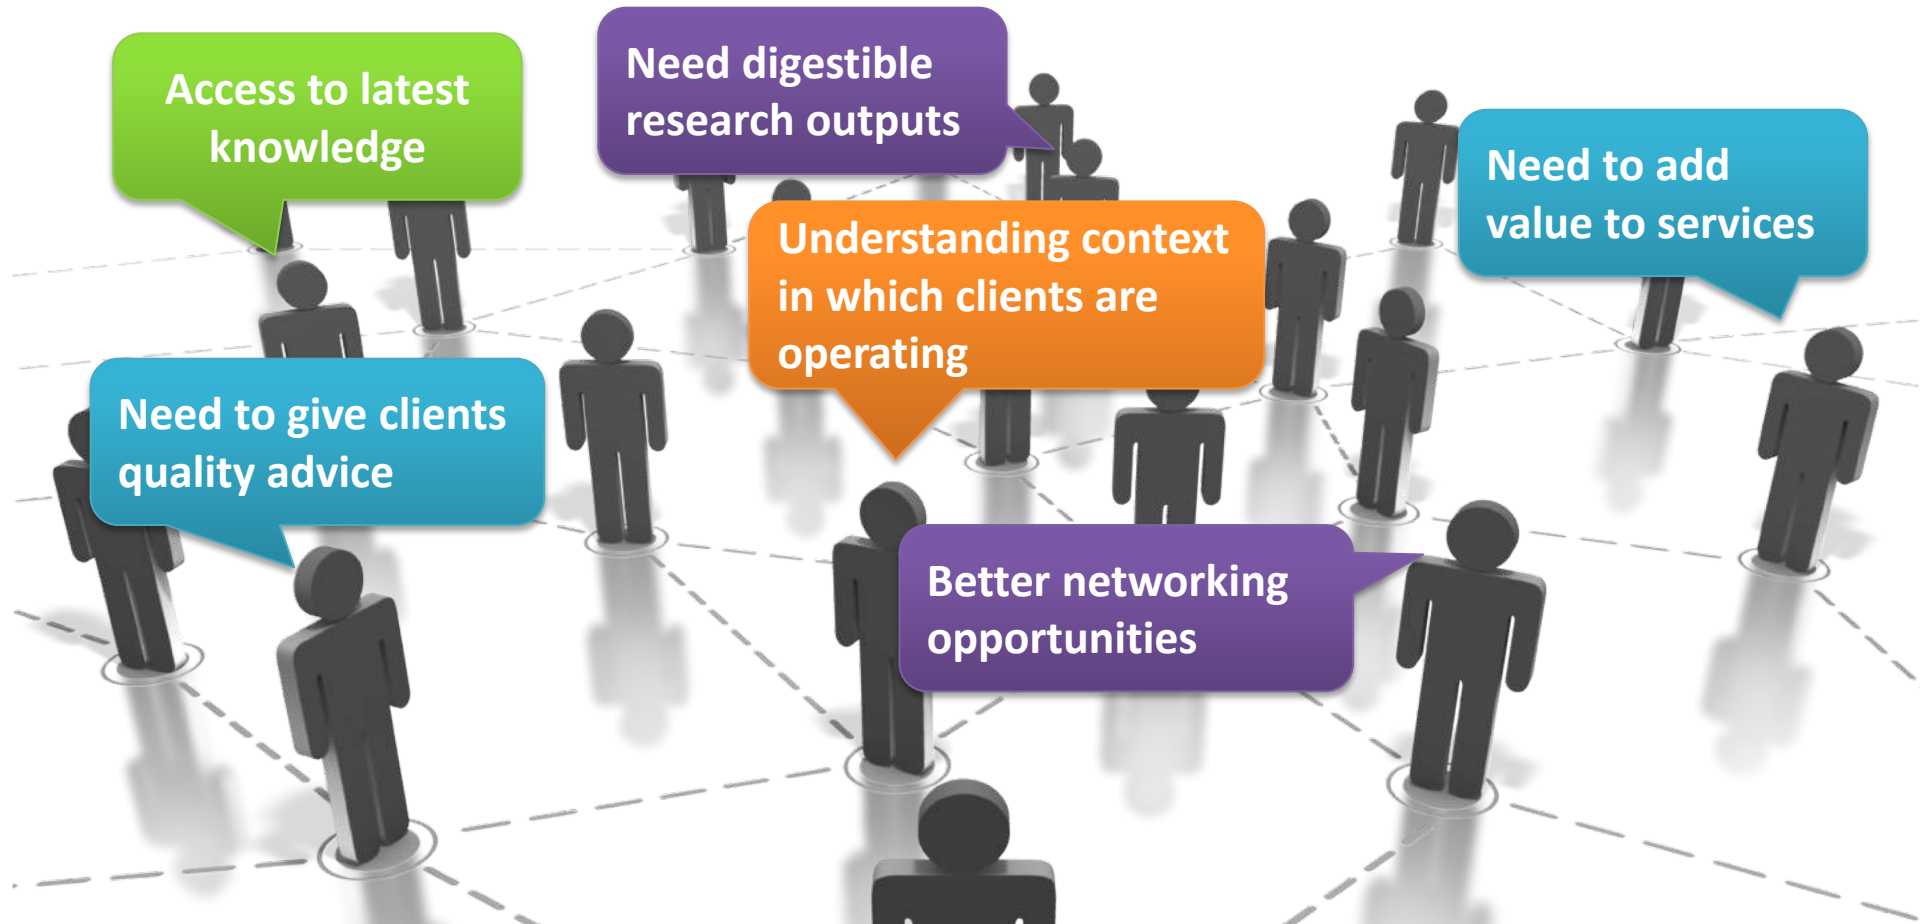 Access to latest
knowledge
Need digestible
research outputs
Need to add
value to services
Understanding context
in which clients are
operating
Need to give clients
quality advice
Better networking
opportunities